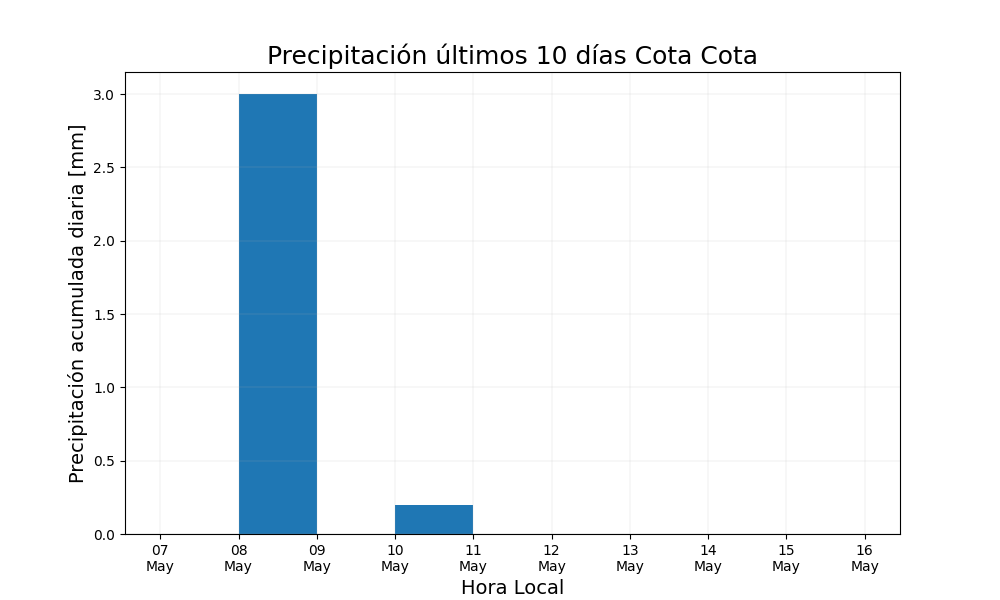 Precipitación últimos 10 días Cota Cota
Precipitación acumulada diaria [mm]
3.0
2.5
2.0
1.5
1.0
0.5
0.0
07 08 09 10 11 12 13 14 15 16
May May May May May May May May May May
Hora Local